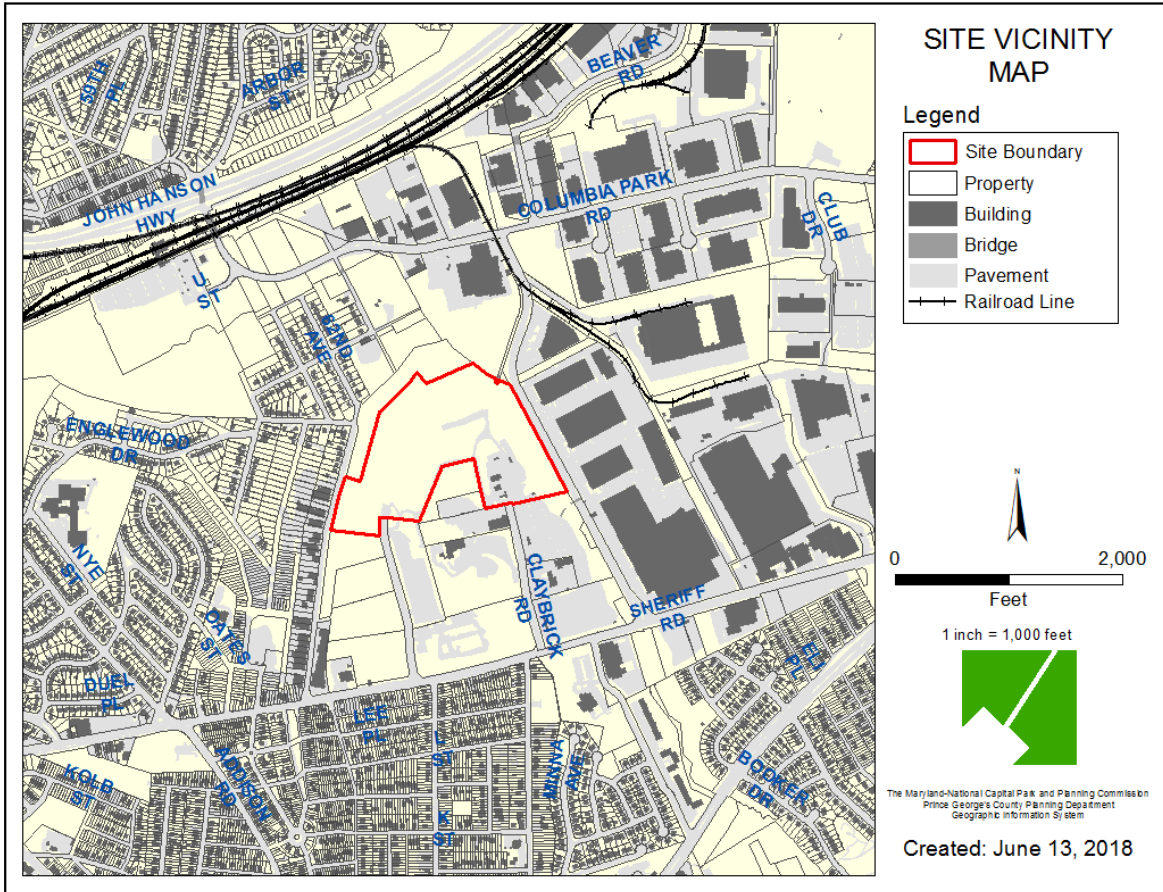 SITE VICINITY
MAP
Legend
Site Boundary
Property
Building
Bridge
Pavement
Railroad Line
N
0 2,000
Feet
1 inch = 1,000 feet
The Maryland-National Capital Park and Planning Commission
Prince George's County Planning Department
Geographic Information System
Created: June 13, 2018
59TH
PL
ARBOR
ST
BEAVER
RD
JOHN HANSON
HWY
COLUMBIA PARK
RD
CLUB
DR
U
ST
62ND
AVE
ENGLEWOOD
DR
NYE
ST
OATES
ST
CLAYBRICK
RD
SHERIFF
RD
ELI
PL
DUEL
PL
LEE
PL
L
ST
ADDISON
RD
MINNA
AVE
BOOKER
DR
KOLB
ST
K
ST